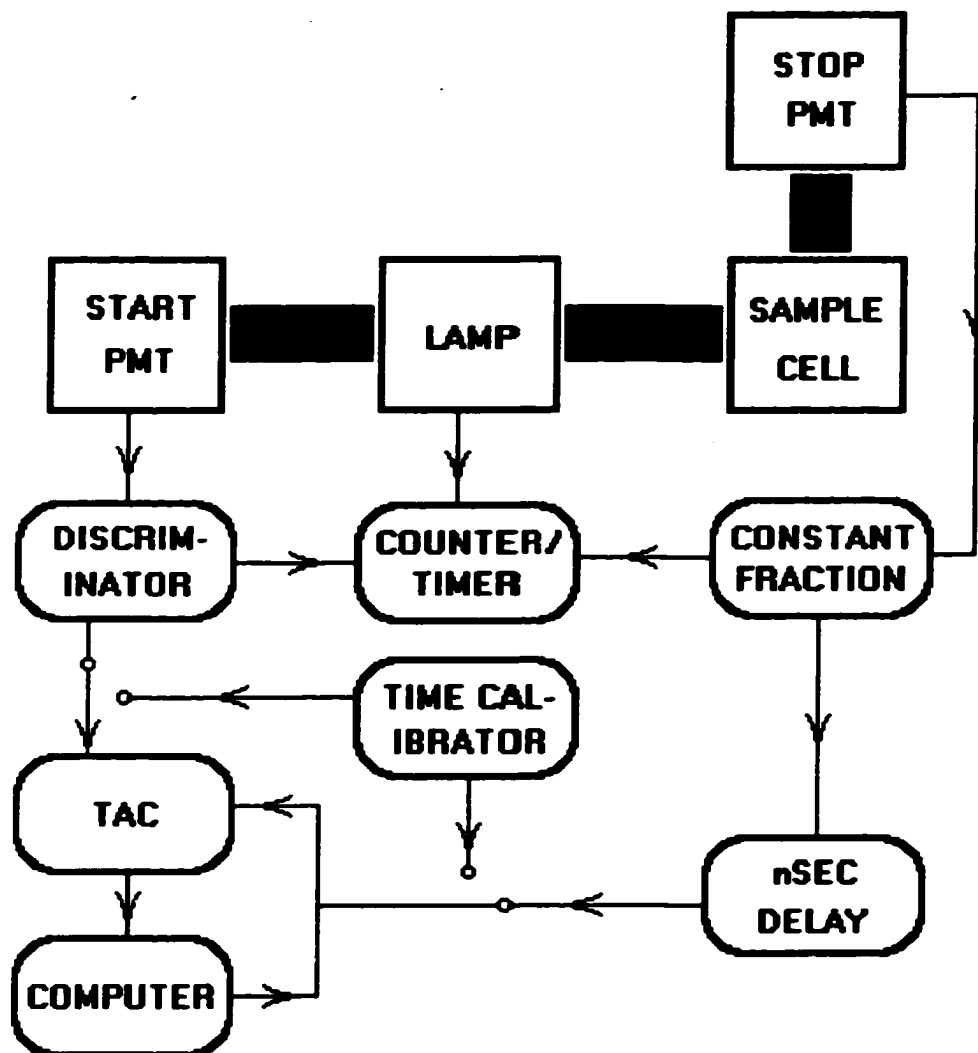 STOP
PMT
START
PMT
LAMP
SAMPLE
CELL
DISCRIM-
INATOR
COUNTER/
TIMER
CONSTANT
FRACTION
TIME CAL-
IBRATOR
TAC
nSEC
DELAY
COMPUTER